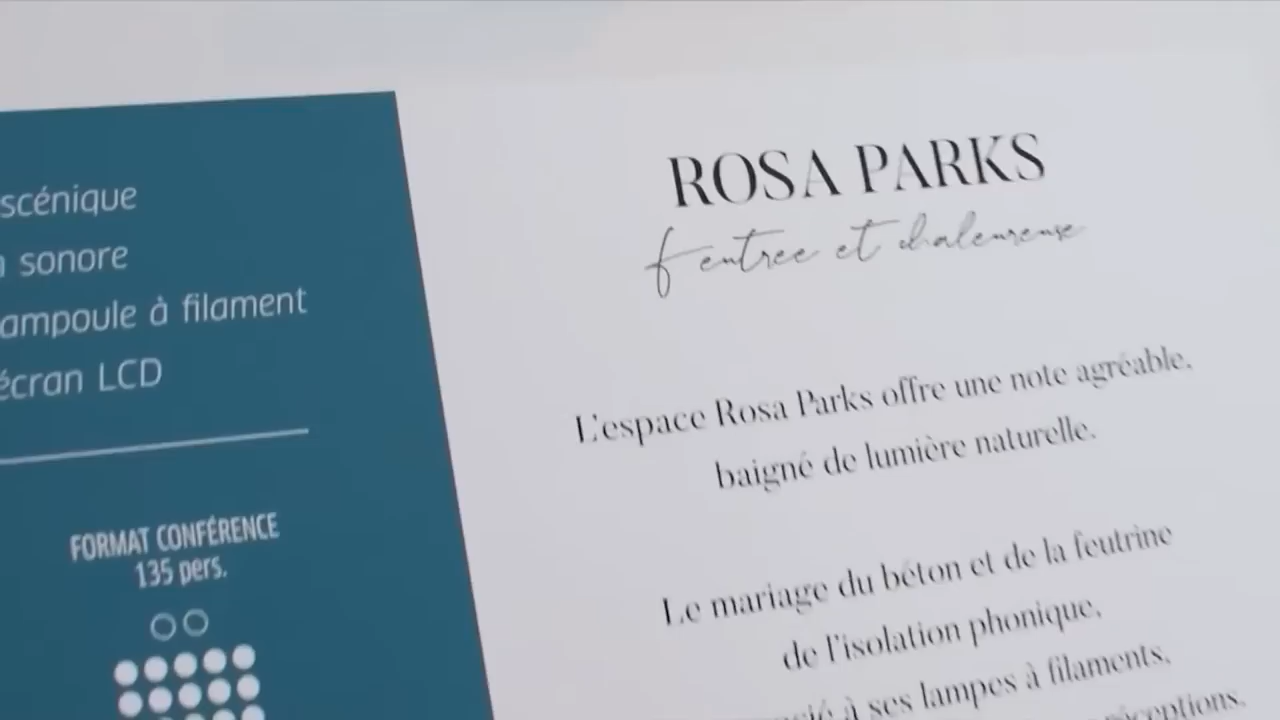 scénique
sonore
ampoule à filament
écran LCD
FORMAT CONFÉRENCE
135 pers.
ROSA PARKS
feutrée et chaleureuse
L'espace Rosa Parks offre une note agréable,
baigné de lumière naturelle.
Le mariage du béton et de la feutrine
de l'isolation phonique,
à ses lampes à filaments,
réceptions.